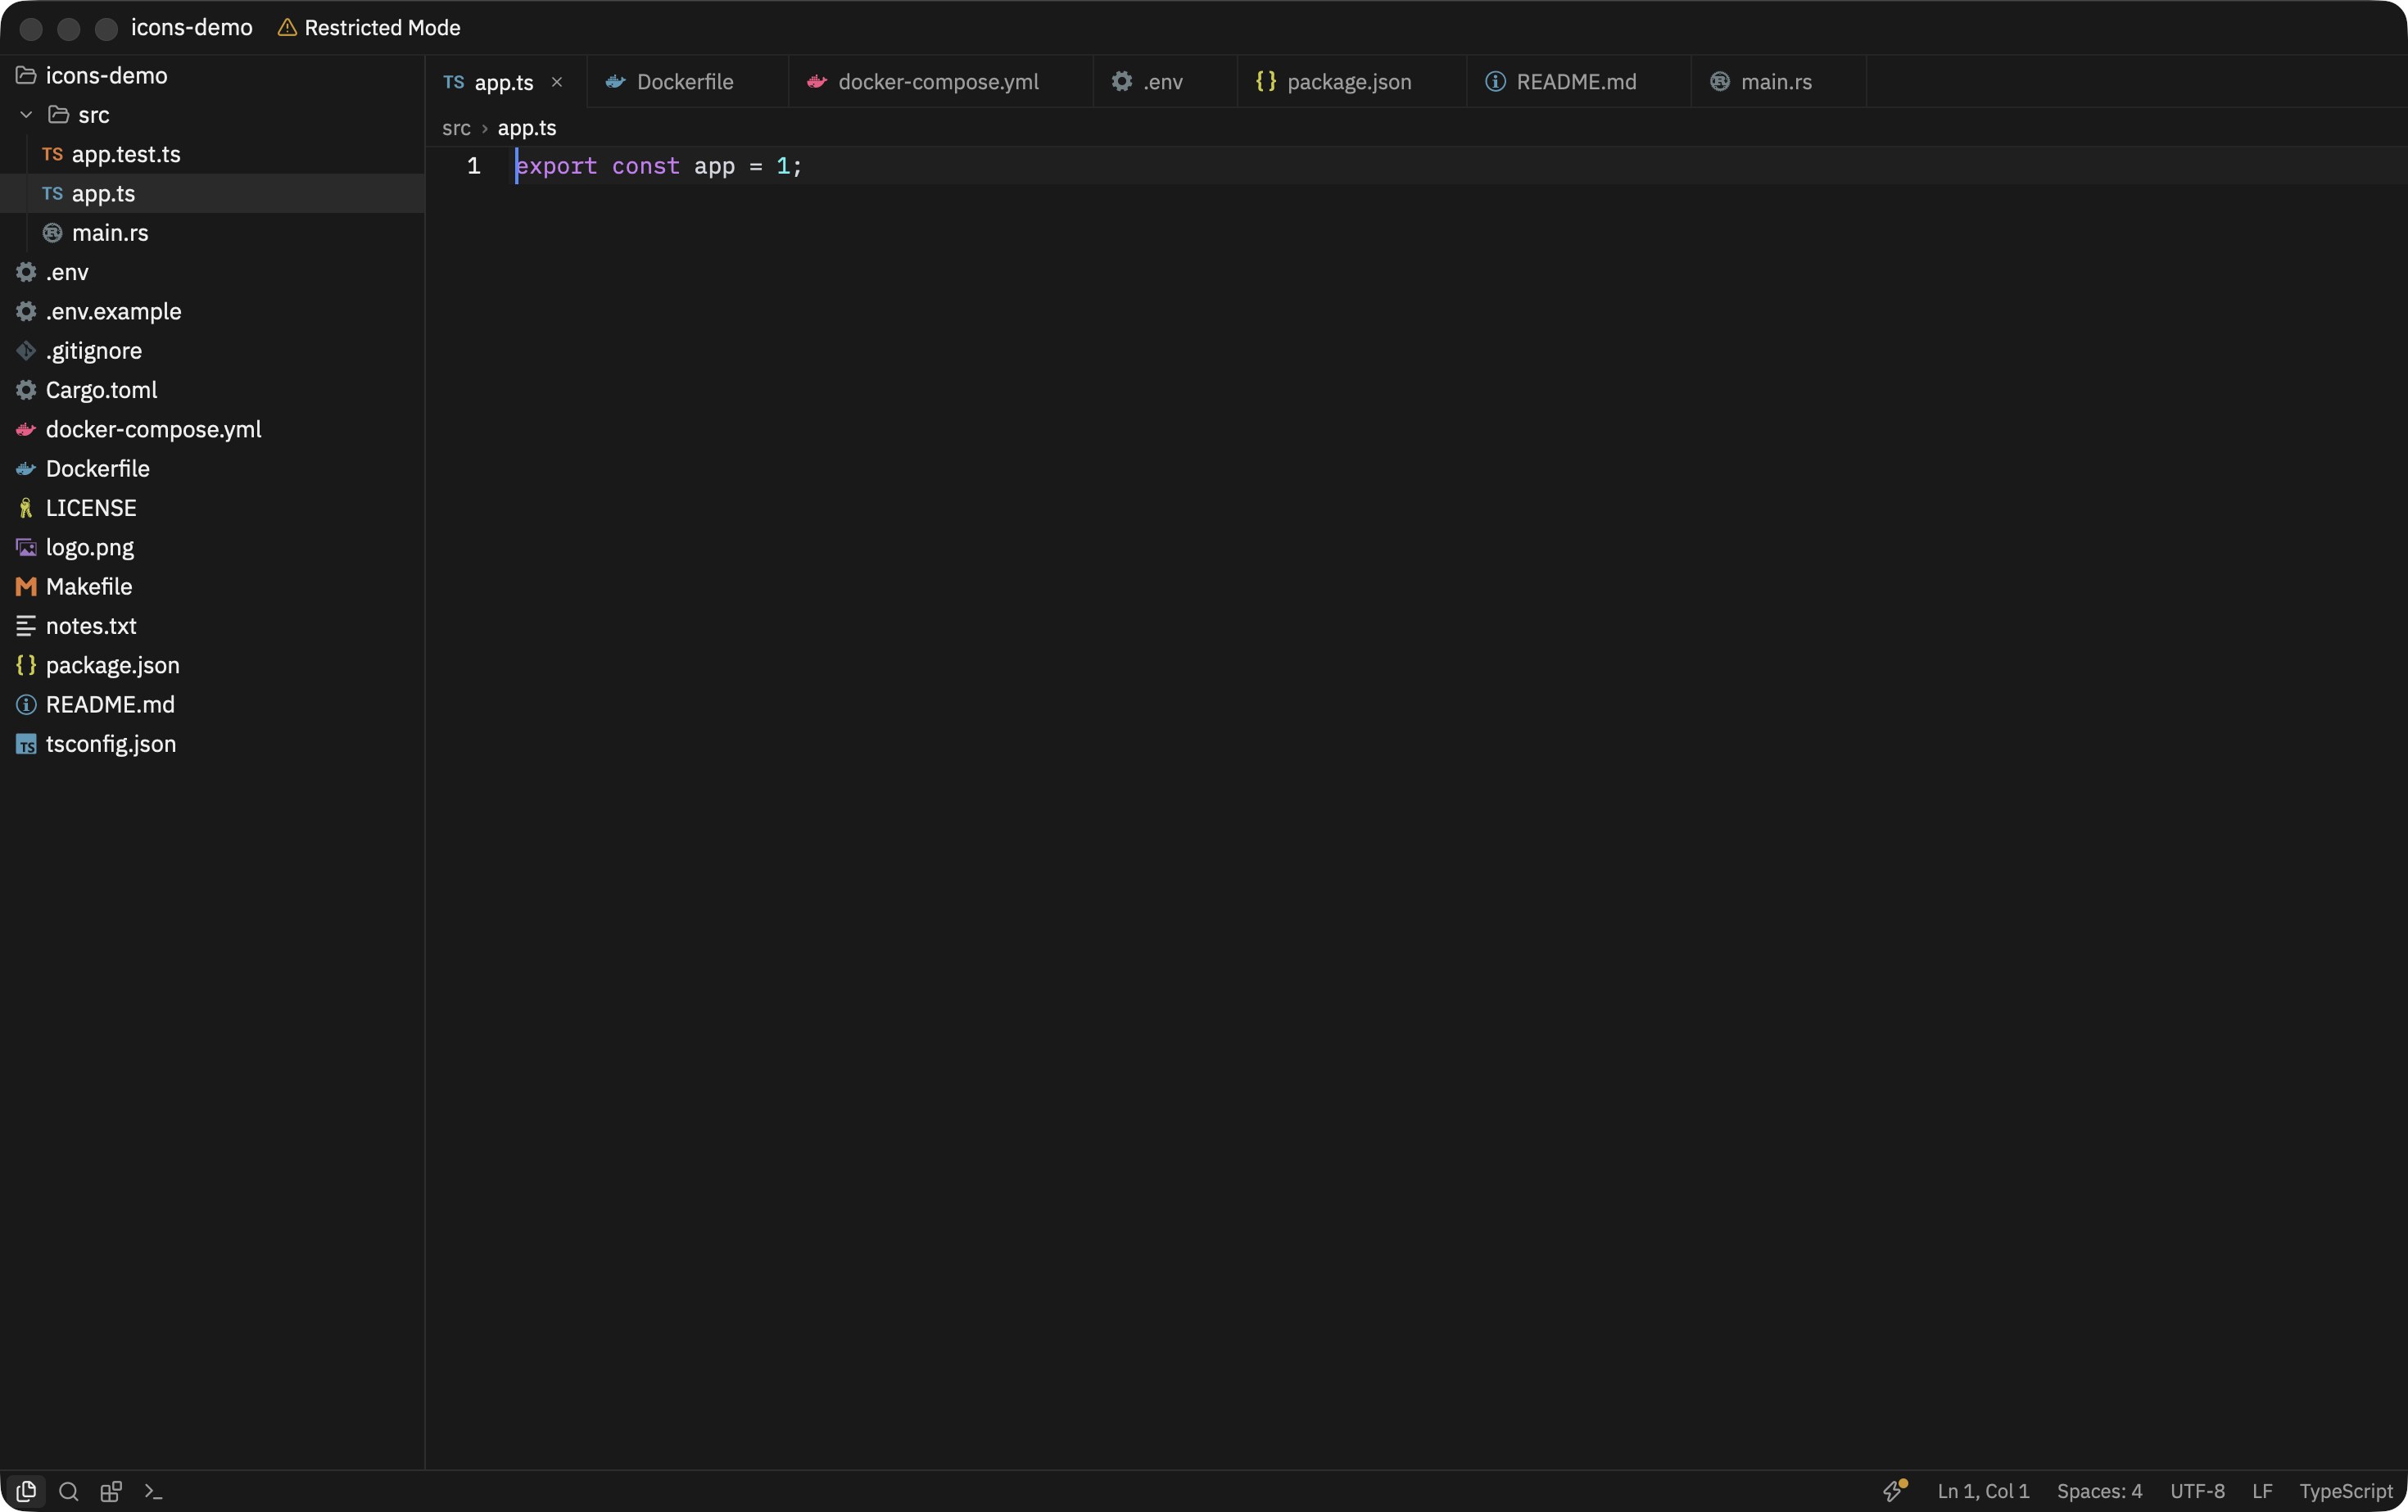 icons-demo Restricted Mode
icons-demo
src
TS app.test.ts
TS app.ts
main.rs
.env
.env.example
.gitignore
Cargo.toml
docker-compose.yml
Dockerfile
LICENSE
logo.png
M Makefile
notes.txt
{} package.json
README.md
TS tsconfig.json
TS app.ts × Dockerfile docker-compose.yml .env {} package.json README.md main.rs
src › app.ts
1 export const app = 1;
Ln 1, Col 1 Spaces: 4 UTF-8 LF TypeScript